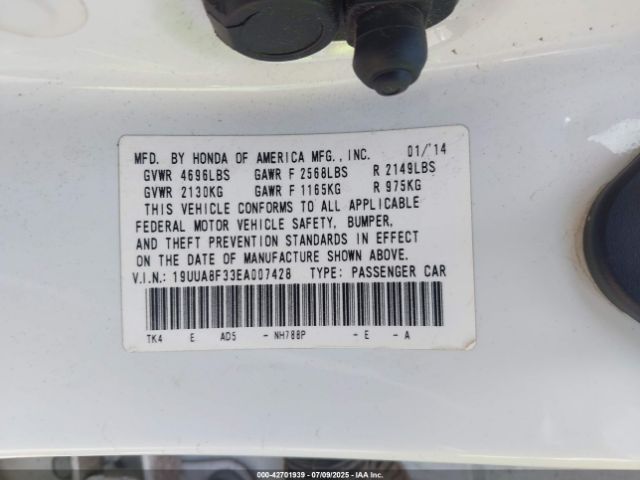 MFD. BY HONDA OF AMERICA MFG., INC. 01/'14
GVWR 4696LBS GAWR F 2568LBS R 2149LBS
GVWR 2130KG GAWR F 1165KG R 975KG
THIS VEHICLE CONFORMS TO ALL APPLICABLE
FEDERAL MOTOR VEHICLE SAFETY, BUMPER,
AND THEFT PREVENTION STANDARDS IN EFFECT
ON THE DATE OF MANUFACTURE SHOWN ABOVE.
V.I.N.: 19UUA8F33EA007428 TYPE: PASSENGER CAR
TK4 E AD5 - NH788P - E - A
000-42701939 - 07/09/2025 - IAA Inc.